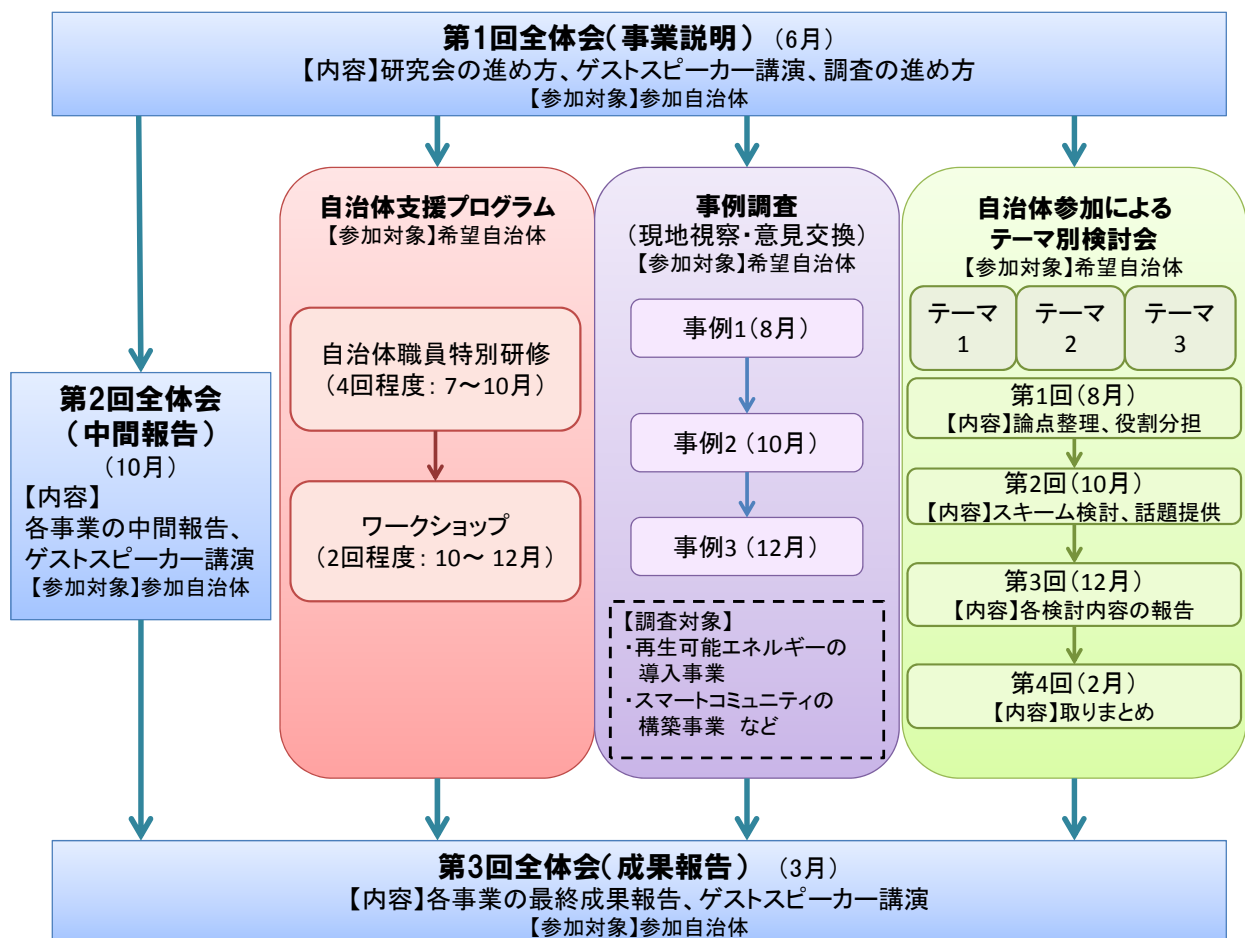 第1回全体会(事業説明) (6月)
【内容】研究会の進め方、ゲストスピーカー講演、調査の進め方
【参加対象】参加自治体
第2回全体会
(中間報告)
(10月)
【内容】
各事業の中間報告、
ゲストスピーカー講演
【参加対象】参加自治体
自治体支援プログラム
【参加対象】希望自治体
自治体職員特別研修
(4回程度: 7～10月)
ワークショップ
(2回程度: 10～ 12月)
事例調査
(現地視察・意見交換)
【参加対象】希望自治体
事例1(8月)
事例2 (10月)
事例3 (12月)
【調査対象】
・再生可能エネルギーの
導入事業
・スマートコミュニティの
構築事業 など
自治体参加による
テーマ別検討会
【参加対象】希望自治体
テーマ
1
テーマ
2
テーマ
3
第1回(8月)
【内容】論点整理、役割分担
第2回(10月)
【内容】スキーム検討、話題提供
第3回(12月)
【内容】各検討内容の報告
第4回(2月)
【内容】取りまとめ
第3回全体会(成果報告) (3月)
【内容】各事業の最終成果報告、ゲストスピーカー講演
【参加対象】参加自治体